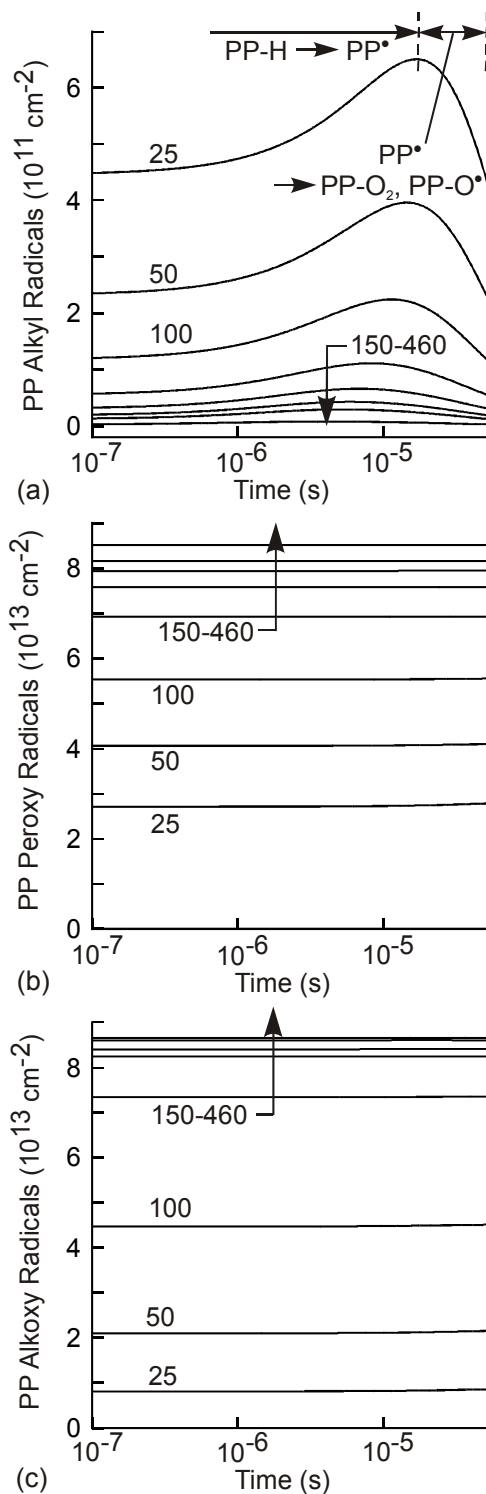 PP-H → PP•
6
PP Alkyl Radicals (10¹¹ cm⁻²)
25
PP•
→ PP-O₂, PP-O•
4
50
2
100
150-460
0
10⁻⁷ 10⁻⁶ 10⁻⁵
(a) Time (s)
PP Peroxy Radicals (10¹³ cm⁻²)
8
150-460
6
100
4
50
25
2
0
10⁻⁷ 10⁻⁶ 10⁻⁵
(b) Time (s)
PP Alkoxy Radicals (10¹³ cm⁻²)
8
150-460
6
100
4
50
2
25
0
10⁻⁷ 10⁻⁶ 10⁻⁵
(c) Time (s)